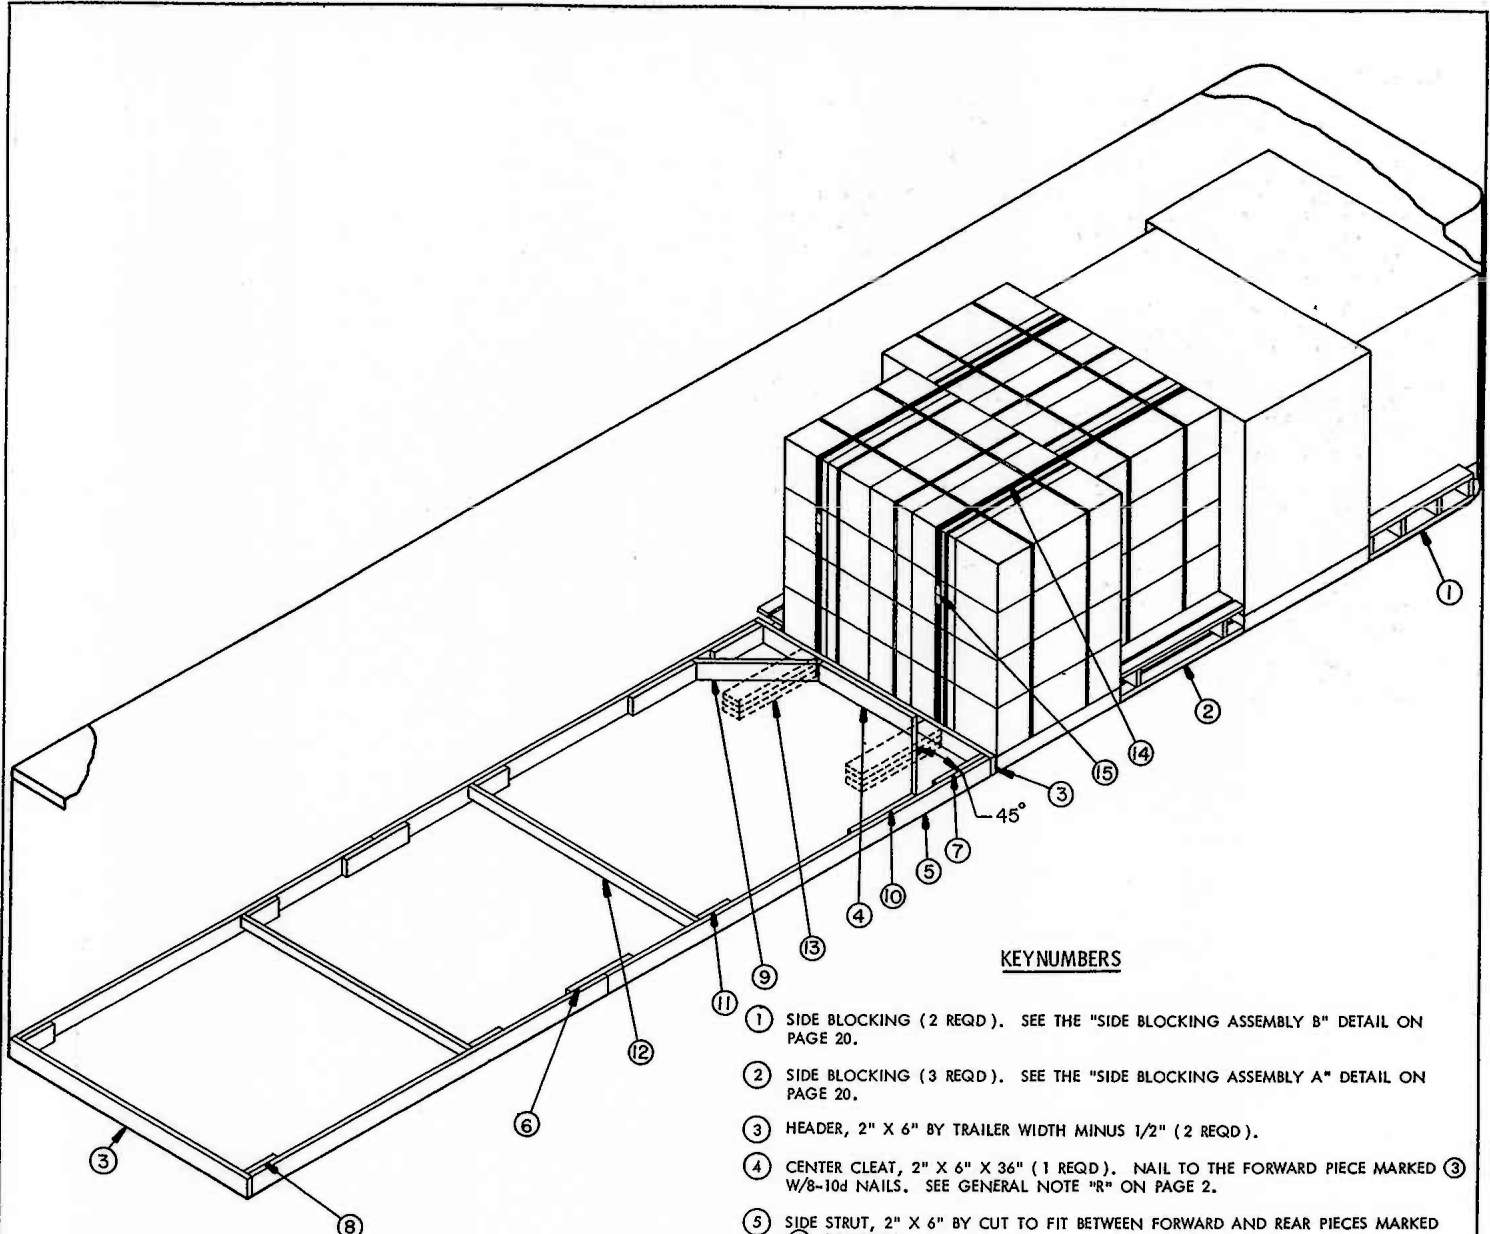 ①
②
14
15
③
45°
⑦
⑤
10
④
13
⑨
11
12
⑥
③
⑧
KEYNUMBERS
① SIDE BLOCKING (2 REQD). SEE THE "SIDE BLOCKING ASSEMBLY B" DETAIL ON
PAGE 20.
② SIDE BLOCKING (3 REQD). SEE THE "SIDE BLOCKING ASSEMBLY A" DETAIL ON
PAGE 20.
③ HEADER, 2" X 6" BY TRAILER WIDTH MINUS 1/2" (2 REQD).
④ CENTER CLEAT, 2" X 6" X 36" (1 REQD). NAIL TO THE FORWARD PIECE MARKED ③
W/8-10d NAILS. SEE GENERAL NOTE "R" ON PAGE 2.
⑤ SIDE STRUT, 2" X 6" BY CUT TO FIT BETWEEN FORWARD AND REAR PIECES MARKED